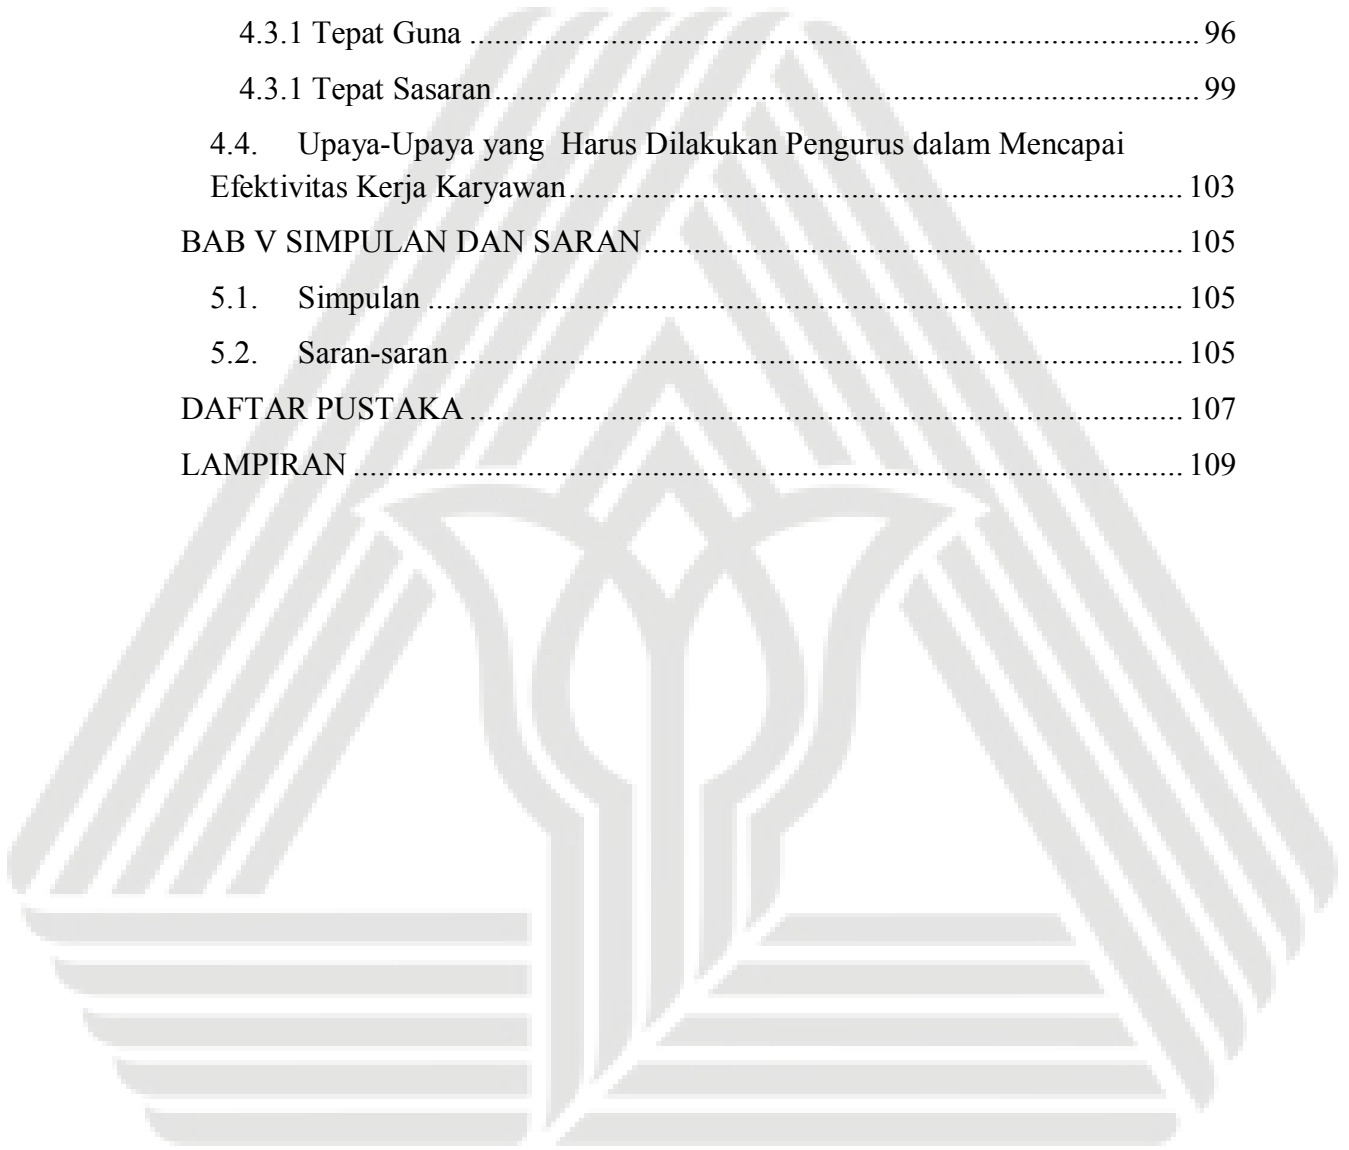 4.3.1 Tepat Guna ........................................................................................... 96
4.3.1 Tepat Sasaran........................................................................................ 99
4.4. Upaya-Upaya yang Harus Dilakukan Pengurus dalam Mencapai
Efektivitas Kerja Karyawan............................................................................. 103
BAB V SIMPULAN DAN SARAN................................................................... 105
5.1. Simpulan .............................................................................................. 105
5.2. Saran-saran ........................................................................................... 105
DAFTAR PUSTAKA ......................................................................................... 107
LAMPIRAN ....................................................................................................... 109